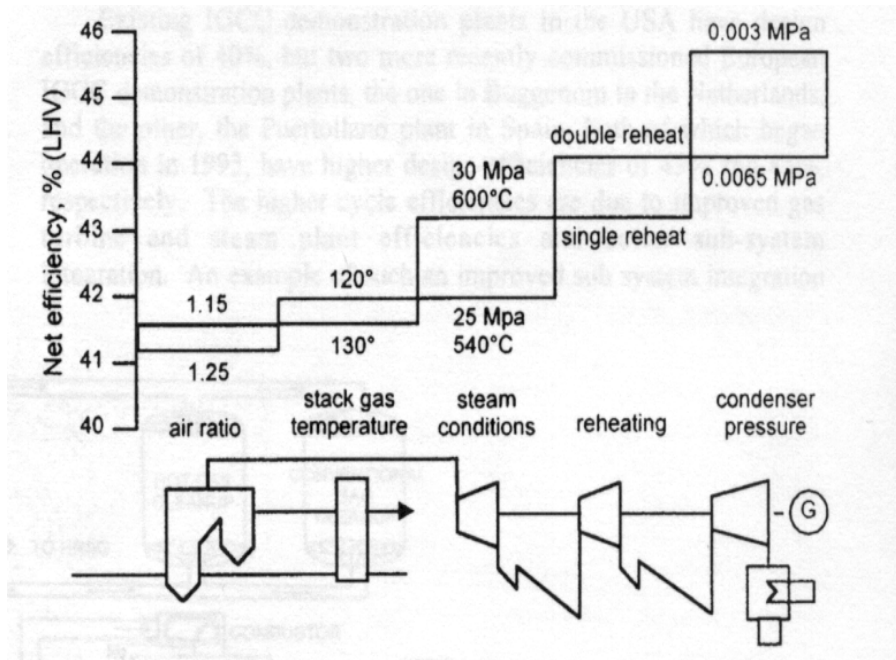 Existing IGCC demonstration plants in the USA have design
efficiencies of 40%, but two more recently commissioned European
IGCC demonstration plants, the one in Buggenum in the Netherlands,
and the other, the Puertollano plant in Spain, both of which began
operation in 1993, have higher design efficiencies of
respectively. The higher cycle efficiencies are due to improved gas
turbine and steam plant efficiencies and sub-system
integration. An example of such an improved sub system integration
Net efficiency, % (LHV)
46
45
44
43
42
41
40
0.003 MPa
double reheat
0.0065 MPa
30 Mpa
600°C
single reheat
120°
1.15
25 Mpa
540°C
130°
1.25
air ratio
stack gas
temperature
steam
conditions
reheating
condenser
pressure
G
COMBUSTOR